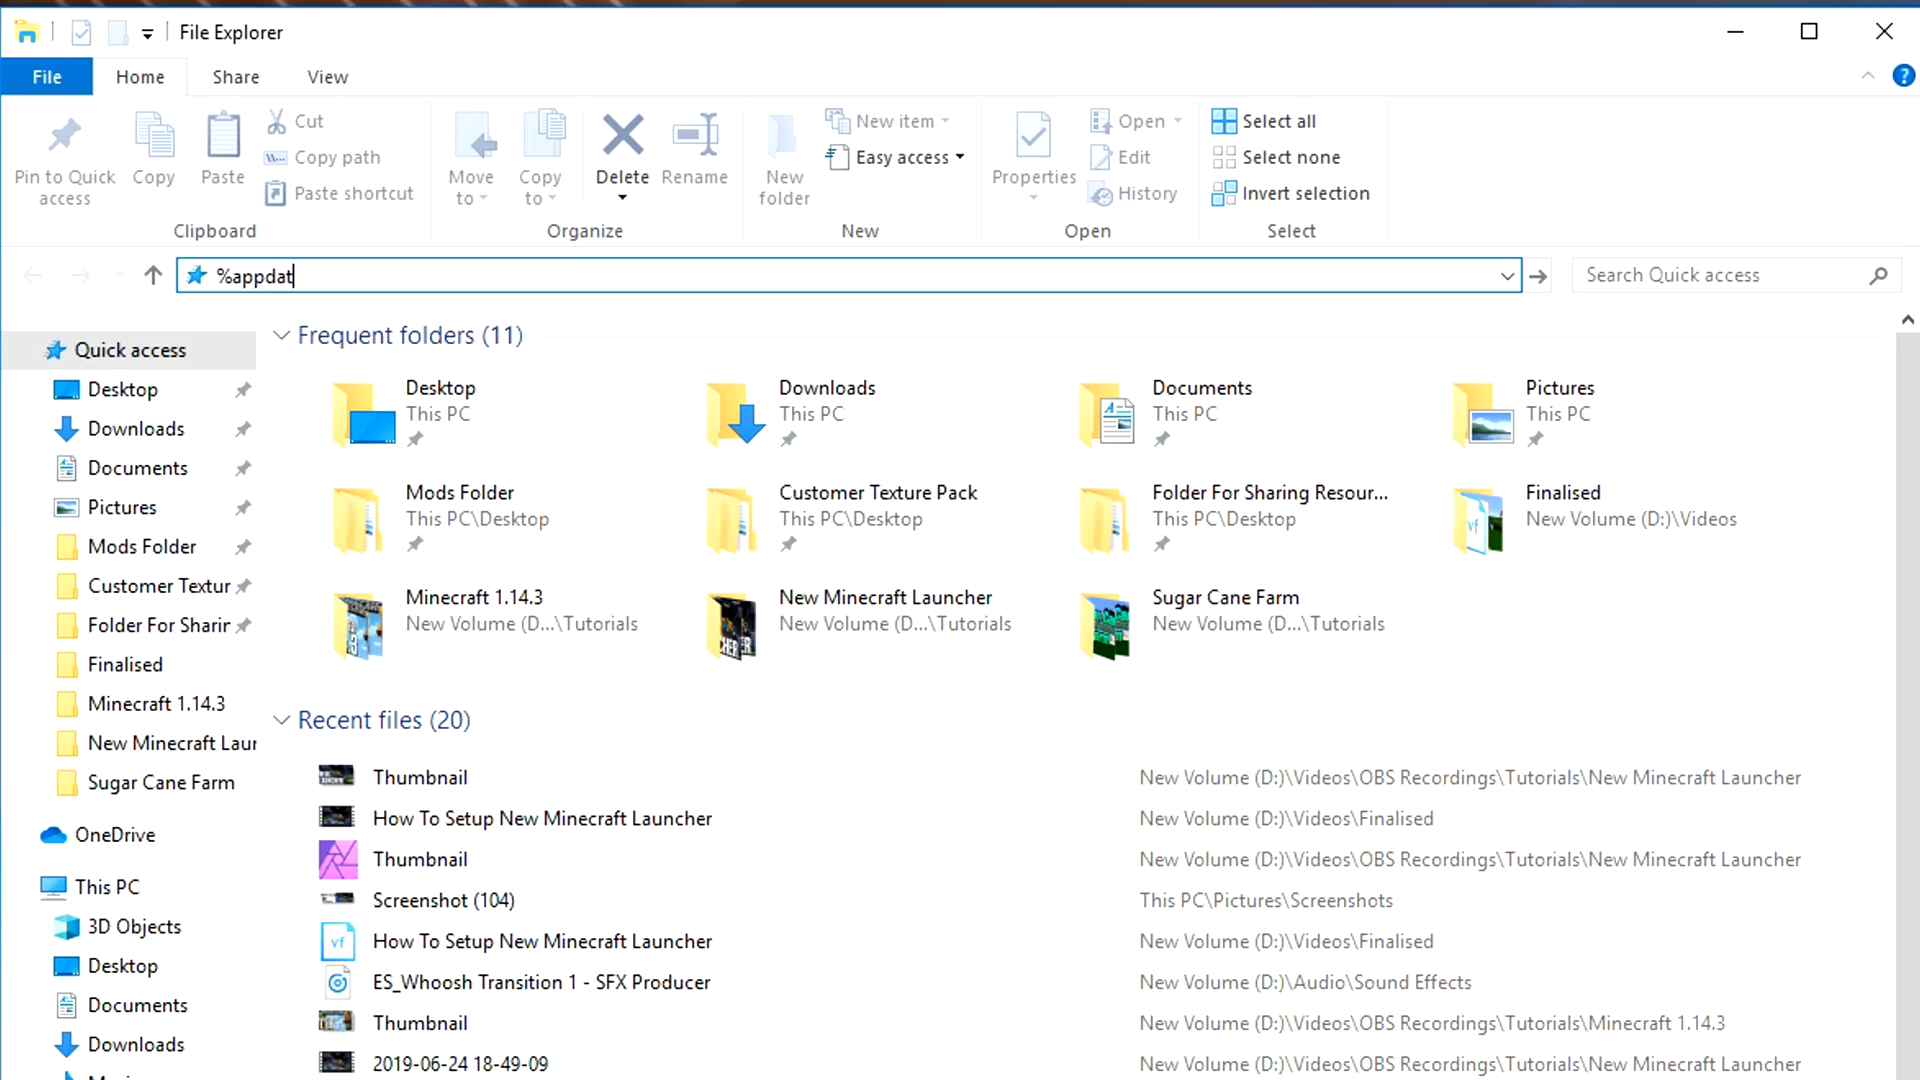 File Explorer
File
Home
Share
View
Pin to Quick access
Copy
Paste
Cut
Copy path
Paste shortcut
Clipboard
Move to
Copy to
Delete
Rename
Organize
New folder
New item
Easy access
New
Properties
Open
Edit
History
Open
Select all
Select none
Invert selection
Select
%appdat
Search Quick access
Quick access
Desktop
Downloads
Documents
Pictures
Mods Folder
Customer Textur
Folder For Sharir
Finalised
Minecraft 1.14.3
New Minecraft Laur
Sugar Cane Farm
OneDrive
This PC
3D Objects
Desktop
Documents
Downloads
Frequent folders (11)
Desktop
This PC
Downloads
This PC
Documents
This PC
Pictures
This PC
Mods Folder
This PC\Desktop
Customer Texture Pack
This PC\Desktop
Folder For Sharing Resour...
This PC\Desktop
Finalised
New Volume (D:)\Videos
Minecraft 1.14.3
New Volume (D...\Tutorials
New Minecraft Launcher
New Volume (D...\Tutorials
Sugar Cane Farm
New Volume (D...\Tutorials
Recent files (20)
Thumbnail New Volume (D:)\Videos\OBS Recordings\Tutorials\New Minecraft Launcher
How To Setup New Minecraft Launcher New Volume (D:)\Videos\Finalised
Thumbnail New Volume (D:)\Videos\OBS Recordings\Tutorials\New Minecraft Launcher
Screenshot (104) This PC\Pictures\Screenshots
vf How To Setup New Minecraft Launcher New Volume (D:)\Videos\Finalised
ES_Whoosh Transition 1 - SFX Producer New Volume (D:)\Audio\Sound Effects
Thumbnail New Volume (D:)\Videos\OBS Recordings\Tutorials\Minecraft 1.14.3
2019-06-24 18-49-09 New Volume (D:)\Videos\OBS Recordings\Tutorials\New Minecraft Launcher